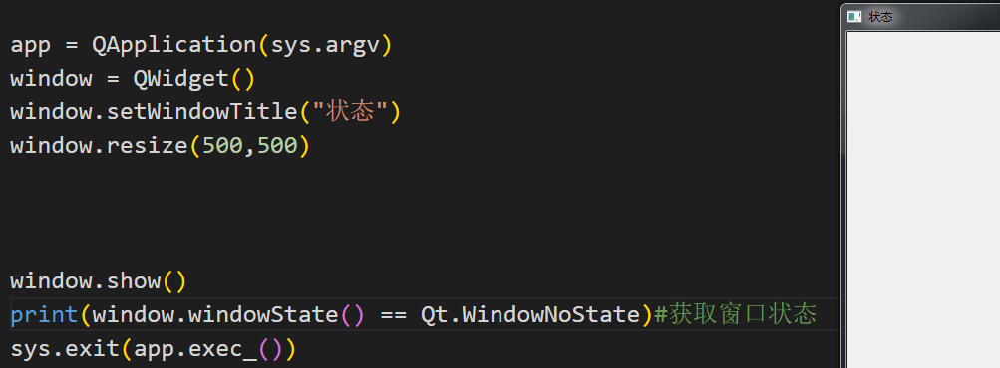 状态
app = QApplication(sys.argv)
window = QWidget()
window.setWindowTitle("状态")
window.resize(500,500)
window.show()
print(window.windowState() == Qt.WindowNoState)#获取窗口状态
sys.exit(app.exec_())